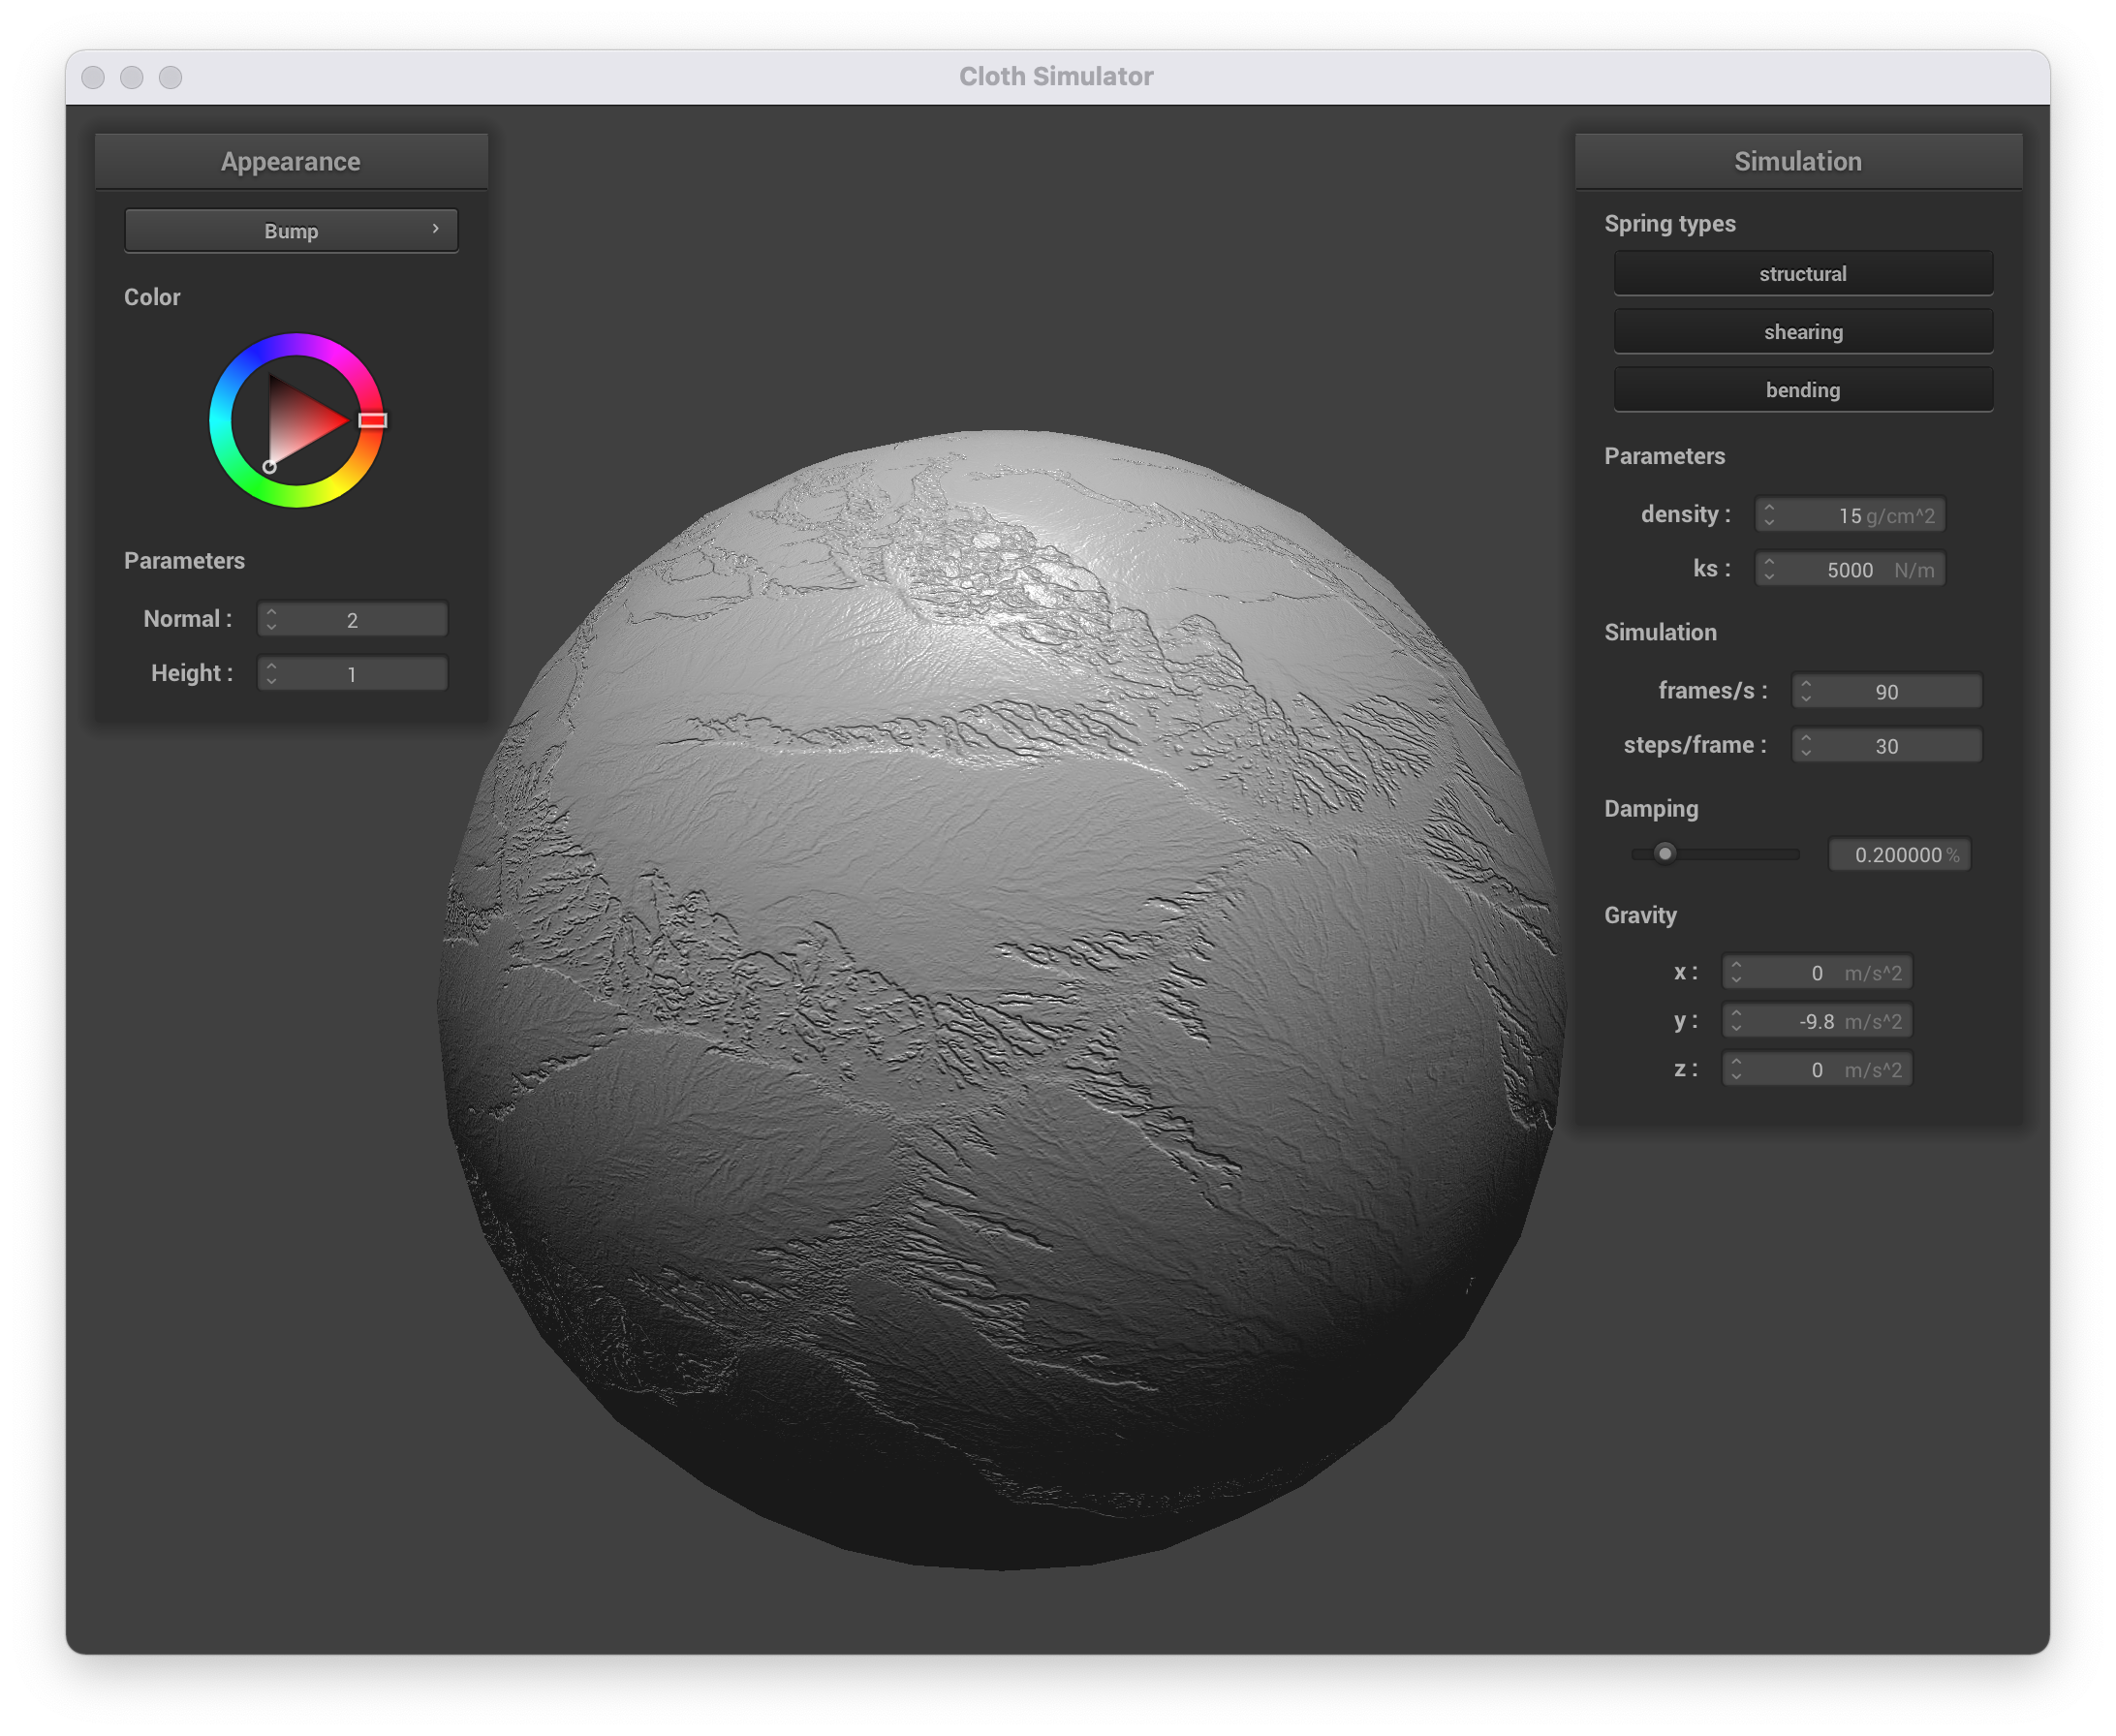 Cloth Simulator
Appearance
Bump
Color
Parameters
Normal : 2
Height : 1
Simulation
Spring types
structural
shearing
bending
Parameters
density : 15 g/cm^2
ks : 5000 N/m
Simulation
frames/s : 90
steps/frame : 30
Damping
0.200000 %
Gravity
x : 0 m/s^2
y : -9.8 m/s^2
z : 0 m/s^2